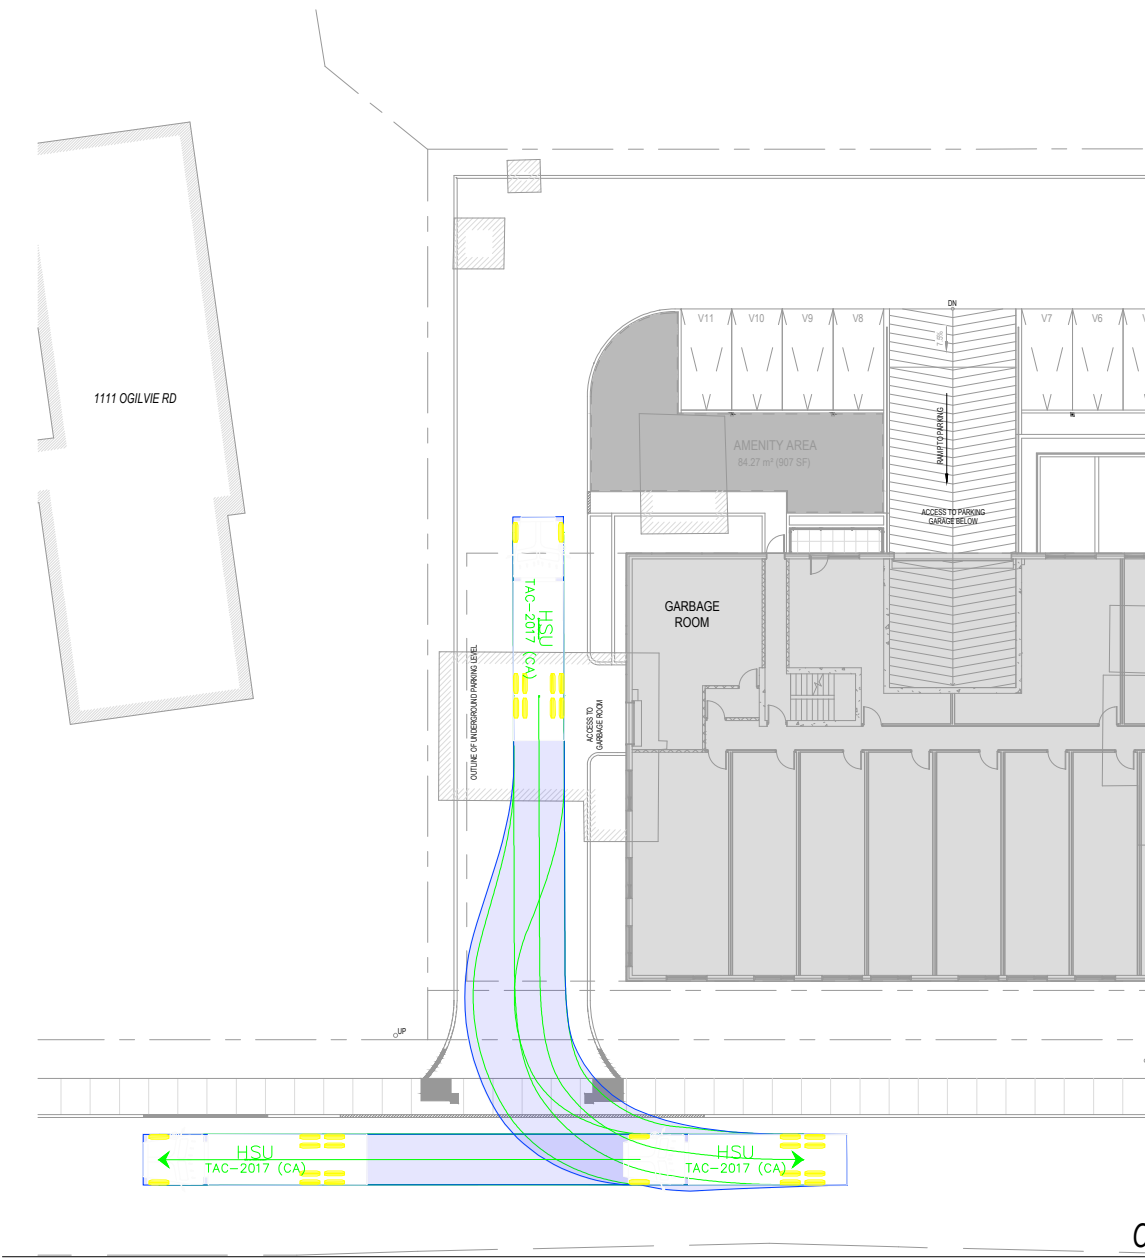 DN
V11
V10
V9
V8
V7
V6
7.5%
1111 OGILVIE RD
RAMP TO PARKING
AMENITY AREA
84.27 m² (907 SF)
ACCESS TO PARKING
GARAGE BELOW
HSU
TAC-2017 (CA)
GARBAGE
ROOM
OUTLINE OF UNDERGROUND PARKING LEVEL
ACCESS TO
GARBAGE ROOM
UP
HSU
TAC-2017 (CA)
HSU
TAC-2017 (CA)